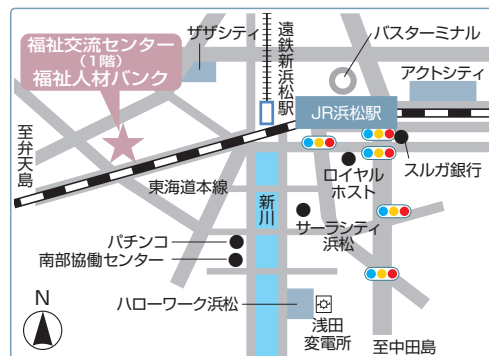 福祉交流センター
(1階)
福祉人材バンク
ザザシティ
遠鉄新浜松駅
バスターミナル
アクトシティ
JR浜松駅
至弁天島
東海道本線
新川
ロイヤル
ホスト
スルガ銀行
サーラシティ
浜松
パチンコ
南部協働センター
ハローワーク浜松
浅田
変電所
至中田島
N